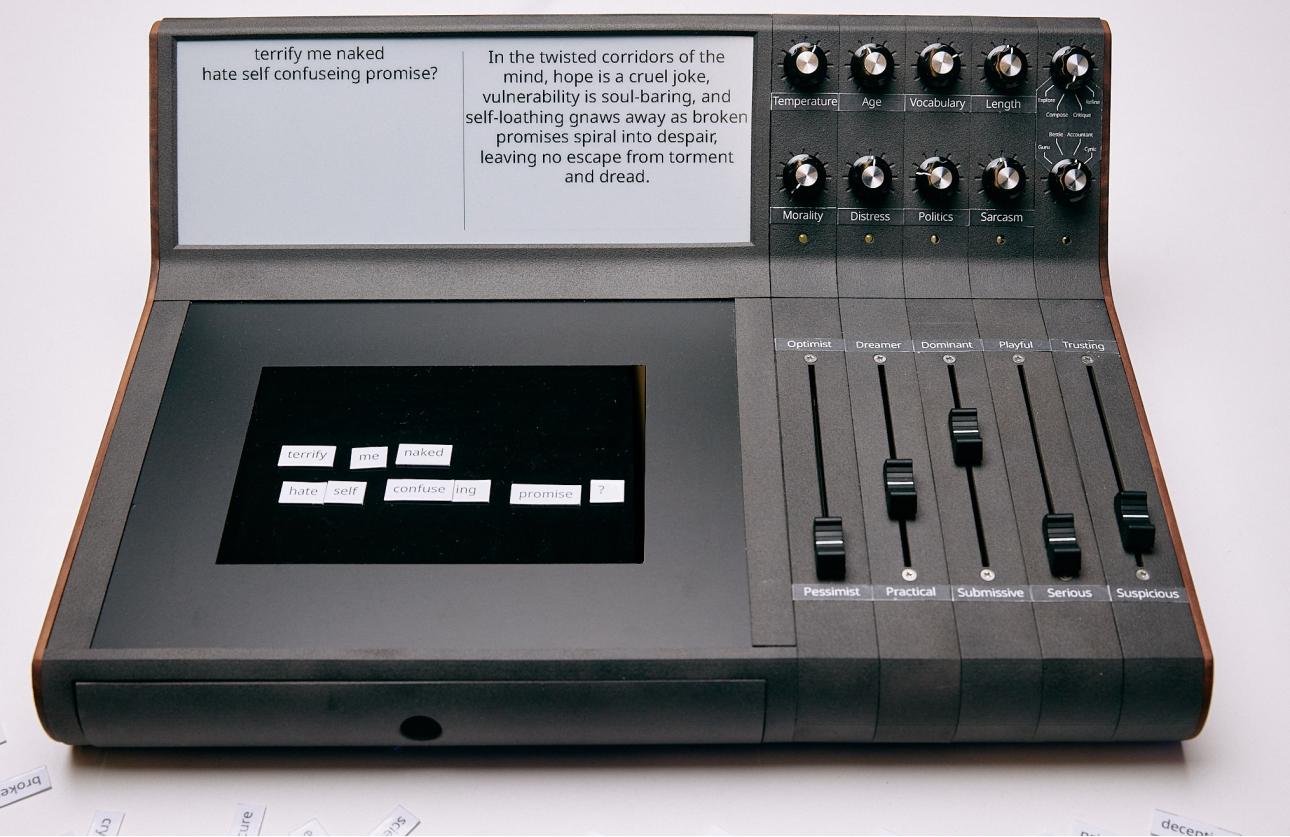 terrify me naked
hate self confuseing promise?
In the twisted corridors of the
mind, hope is a cruel joke,
vulnerability is soul-baring, and
self-loathing gnaws away as broken
promises spiral into despair,
leaving no escape from torment
and dread.
Temperature Age Vocabulary Length
Explore Refine
Compose Critique
Bestie Accountant
Guru Cynic
Morality Distress Politics Sarcasm
Optimist Dreamer Dominant Playful Trusting
terrify me naked
hate self confuse ing promise ?
Pessimist Practical Submissive Serious Suspicious